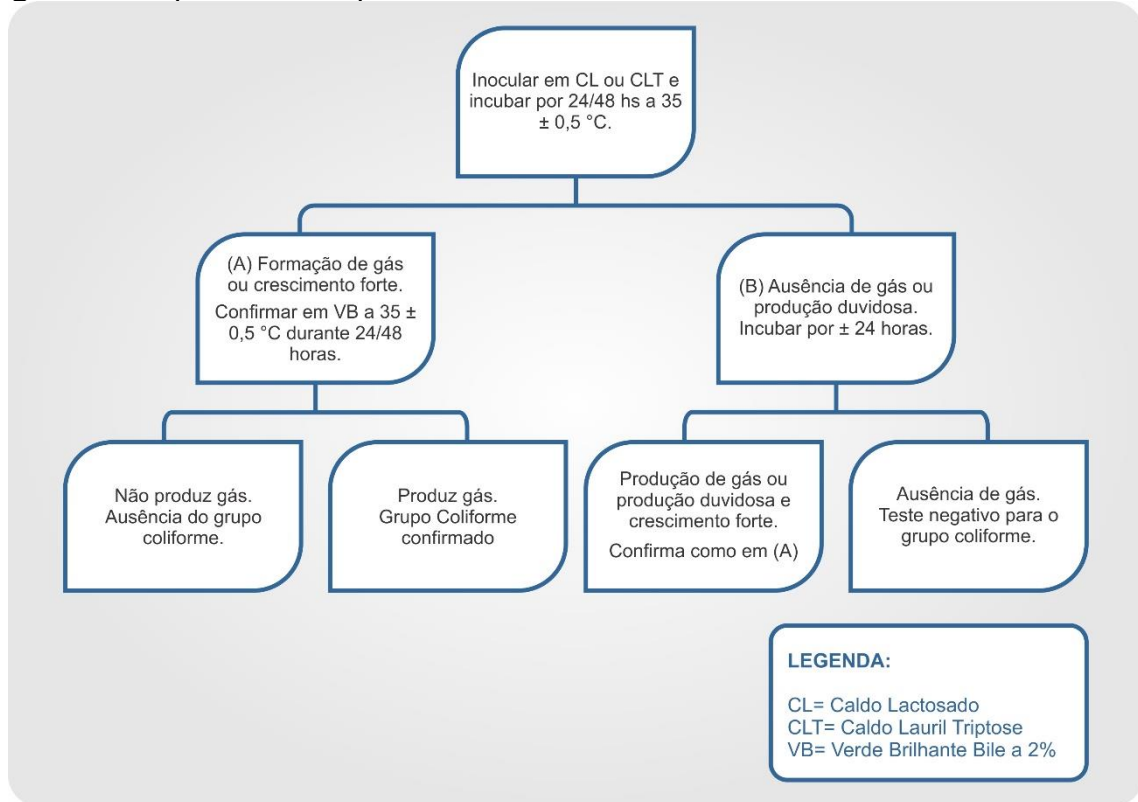 Inocular em CL ou CLT e
incubar por 24/48 hs a 35
± 0,5 °C.
(A) Formação de gás
ou crescimento forte.
Confirmar em VB a 35 ±
0,5 °C durante 24/48
horas.
(B) Ausência de gás ou
produção duvidosa.
Incubar por ± 24 horas.
Não produz gás.
Ausência do grupo
coliforme.
Produz gás.
Grupo Coliforme
confirmado
Produção de gás ou
produção duvidosa e
crescimento forte.
Confirma como em (A)
Ausência de gás.
Teste negativo para o
grupo coliforme.
LEGENDA:
CL= Caldo Lactosado
CLT= Caldo Lauril Triptose
VB= Verde Brilhante Bile a 2%